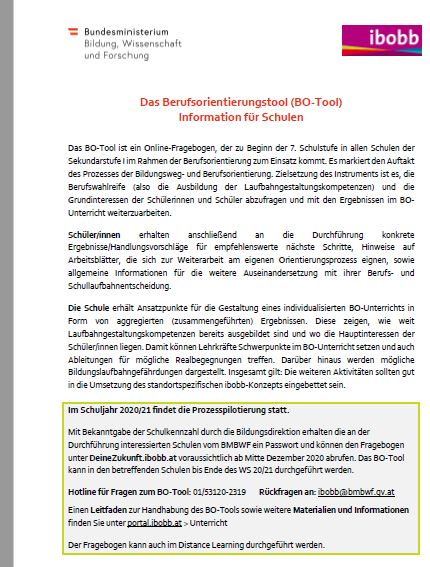 Bundesministerium
Bildung, Wissenschaft
und Forschung
ibobb
Das Berufsorientierungstool (BO-Tool)
Information für Schulen
Das BO-Tool ist ein Online-Fragebogen, der zu Beginn der 7. Schulstufe in allen Schulen der
Sekundarstufe I im Rahmen der Berufsorientierung zum Einsatz kommt. Es markiert den Auftakt
des Prozesses der Bildungsweg- und Berufsorientierung. Zielsetzung des Instruments ist es, die
Berufswahlreife (also die Ausbildung der Laufbahngestaltungskompetenzen) und die
Grundinteressen der Schülerinnen und Schüler abzufragen und mit den Ergebnissen im BO-
Unterricht weiterzuarbeiten.
Schüler/innen erhalten anschließend an die Durchführung konkrete
Ergebnisse/Handlungsvorschläge für empfehlenswerte nächste Schritte, Hinweise auf
Arbeitsblätter, die sich zur Weiterarbeit am eigenen Orientierungsprozess eignen, sowie
allgemeine Informationen für die weitere Auseinandersetzung mit ihrer Berufs- und
Schullaufbahnentscheidung.
Die Schule erhält Ansatzpunkte für die Gestaltung eines individualisierten BO-Unterrichts in
Form von aggregierten (zusammengeführten) Ergebnissen. Diese zeigen, wie weit
Laufbahngestaltungskompetenzen bereits ausgebildet sind und wo die Hauptinteressen der
Schüler/innen liegen. Damit können Lehrkräfte Schwerpunkte im BO-Unterricht setzen und auch
Ableitungen für mögliche Realbegegnungen treffen. Darüber hinaus werden mögliche
Bildungslaufbahngefährdungen dargestellt. Insgesamt gilt: Die weiteren Aktivitäten sollten gut
in die Umsetzung des standortspezifischen ibobb-Konzepts eingebettet sein.
Im Schuljahr 2020/21 findet die Prozesspilotierung statt.
Mit Bekanntgabe der Schulkennzahl durch die Bildungsdirektion erhalten die an der
Durchführung interessierten Schulen vom BMBWF ein Passwort und können den Fragebogen
unter DeineZukunft.ibobb.at voraussichtlich ab Mitte Dezember 2020 abrufen. Das BO-Tool
kann in den betreffenden Schulen bis Ende des WS 20/21 durchgeführt werden.
Hotline für Fragen zum BO-Tool: 01/53120-2319 Rückfragen an: ibobb@bmbwf.gv.at
Einen Leitfaden zur Handhabung des BO-Tools sowie weitere Materialien und Informationen
finden Sie unter portal.ibobb.at > Unterricht
Der Fragebogen kann auch im Distance Learning durchgeführt werden.